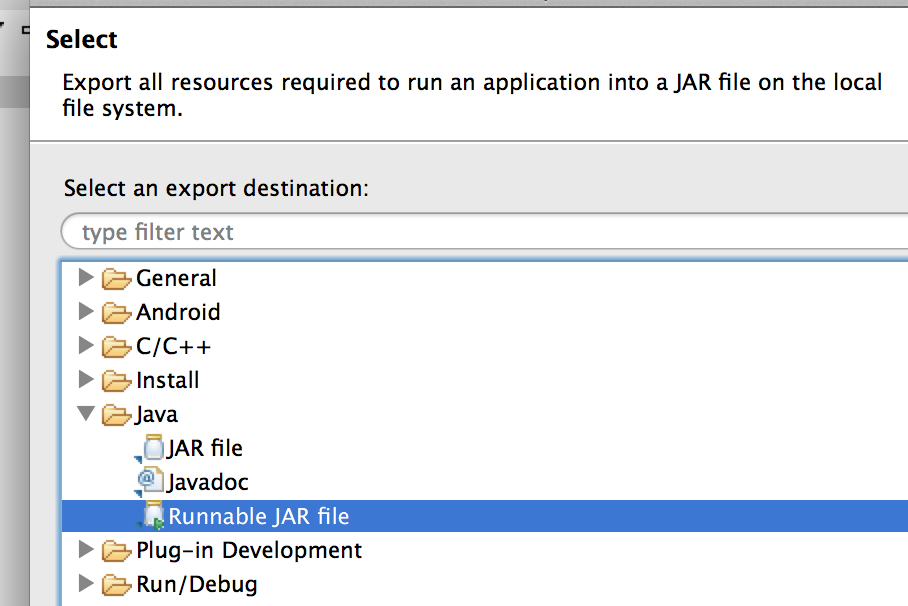 Select
Export all resources required to run an application into a JAR file on the local
file system.
Select an export destination:
type filter text
General
Android
C/C++
Install
Java
JAR file
Javadoc
Runnable JAR file
Plug-in Development
Run/Debug